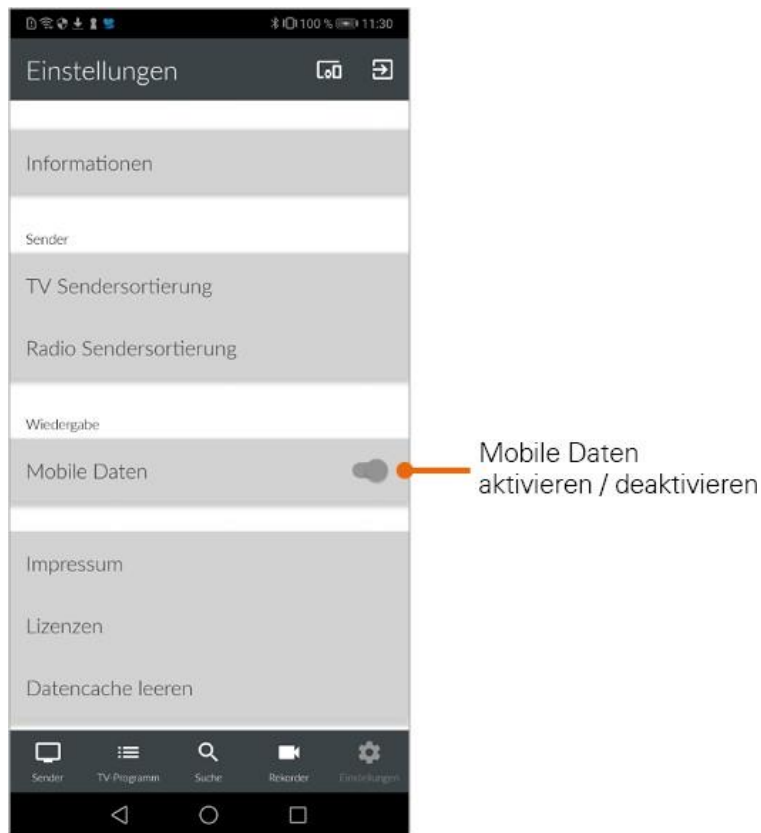 100 % 11:30
Einstellungen
Informationen
Sender
TV Sendersortierung
Radio Sendersortierung
Wiedergabe
Mobile Daten
Mobile Daten
aktivieren / deaktivieren
Impressum
Lizenzen
Datencache leeren
Sender TV-Programm Suche Rekorder Einstellungen